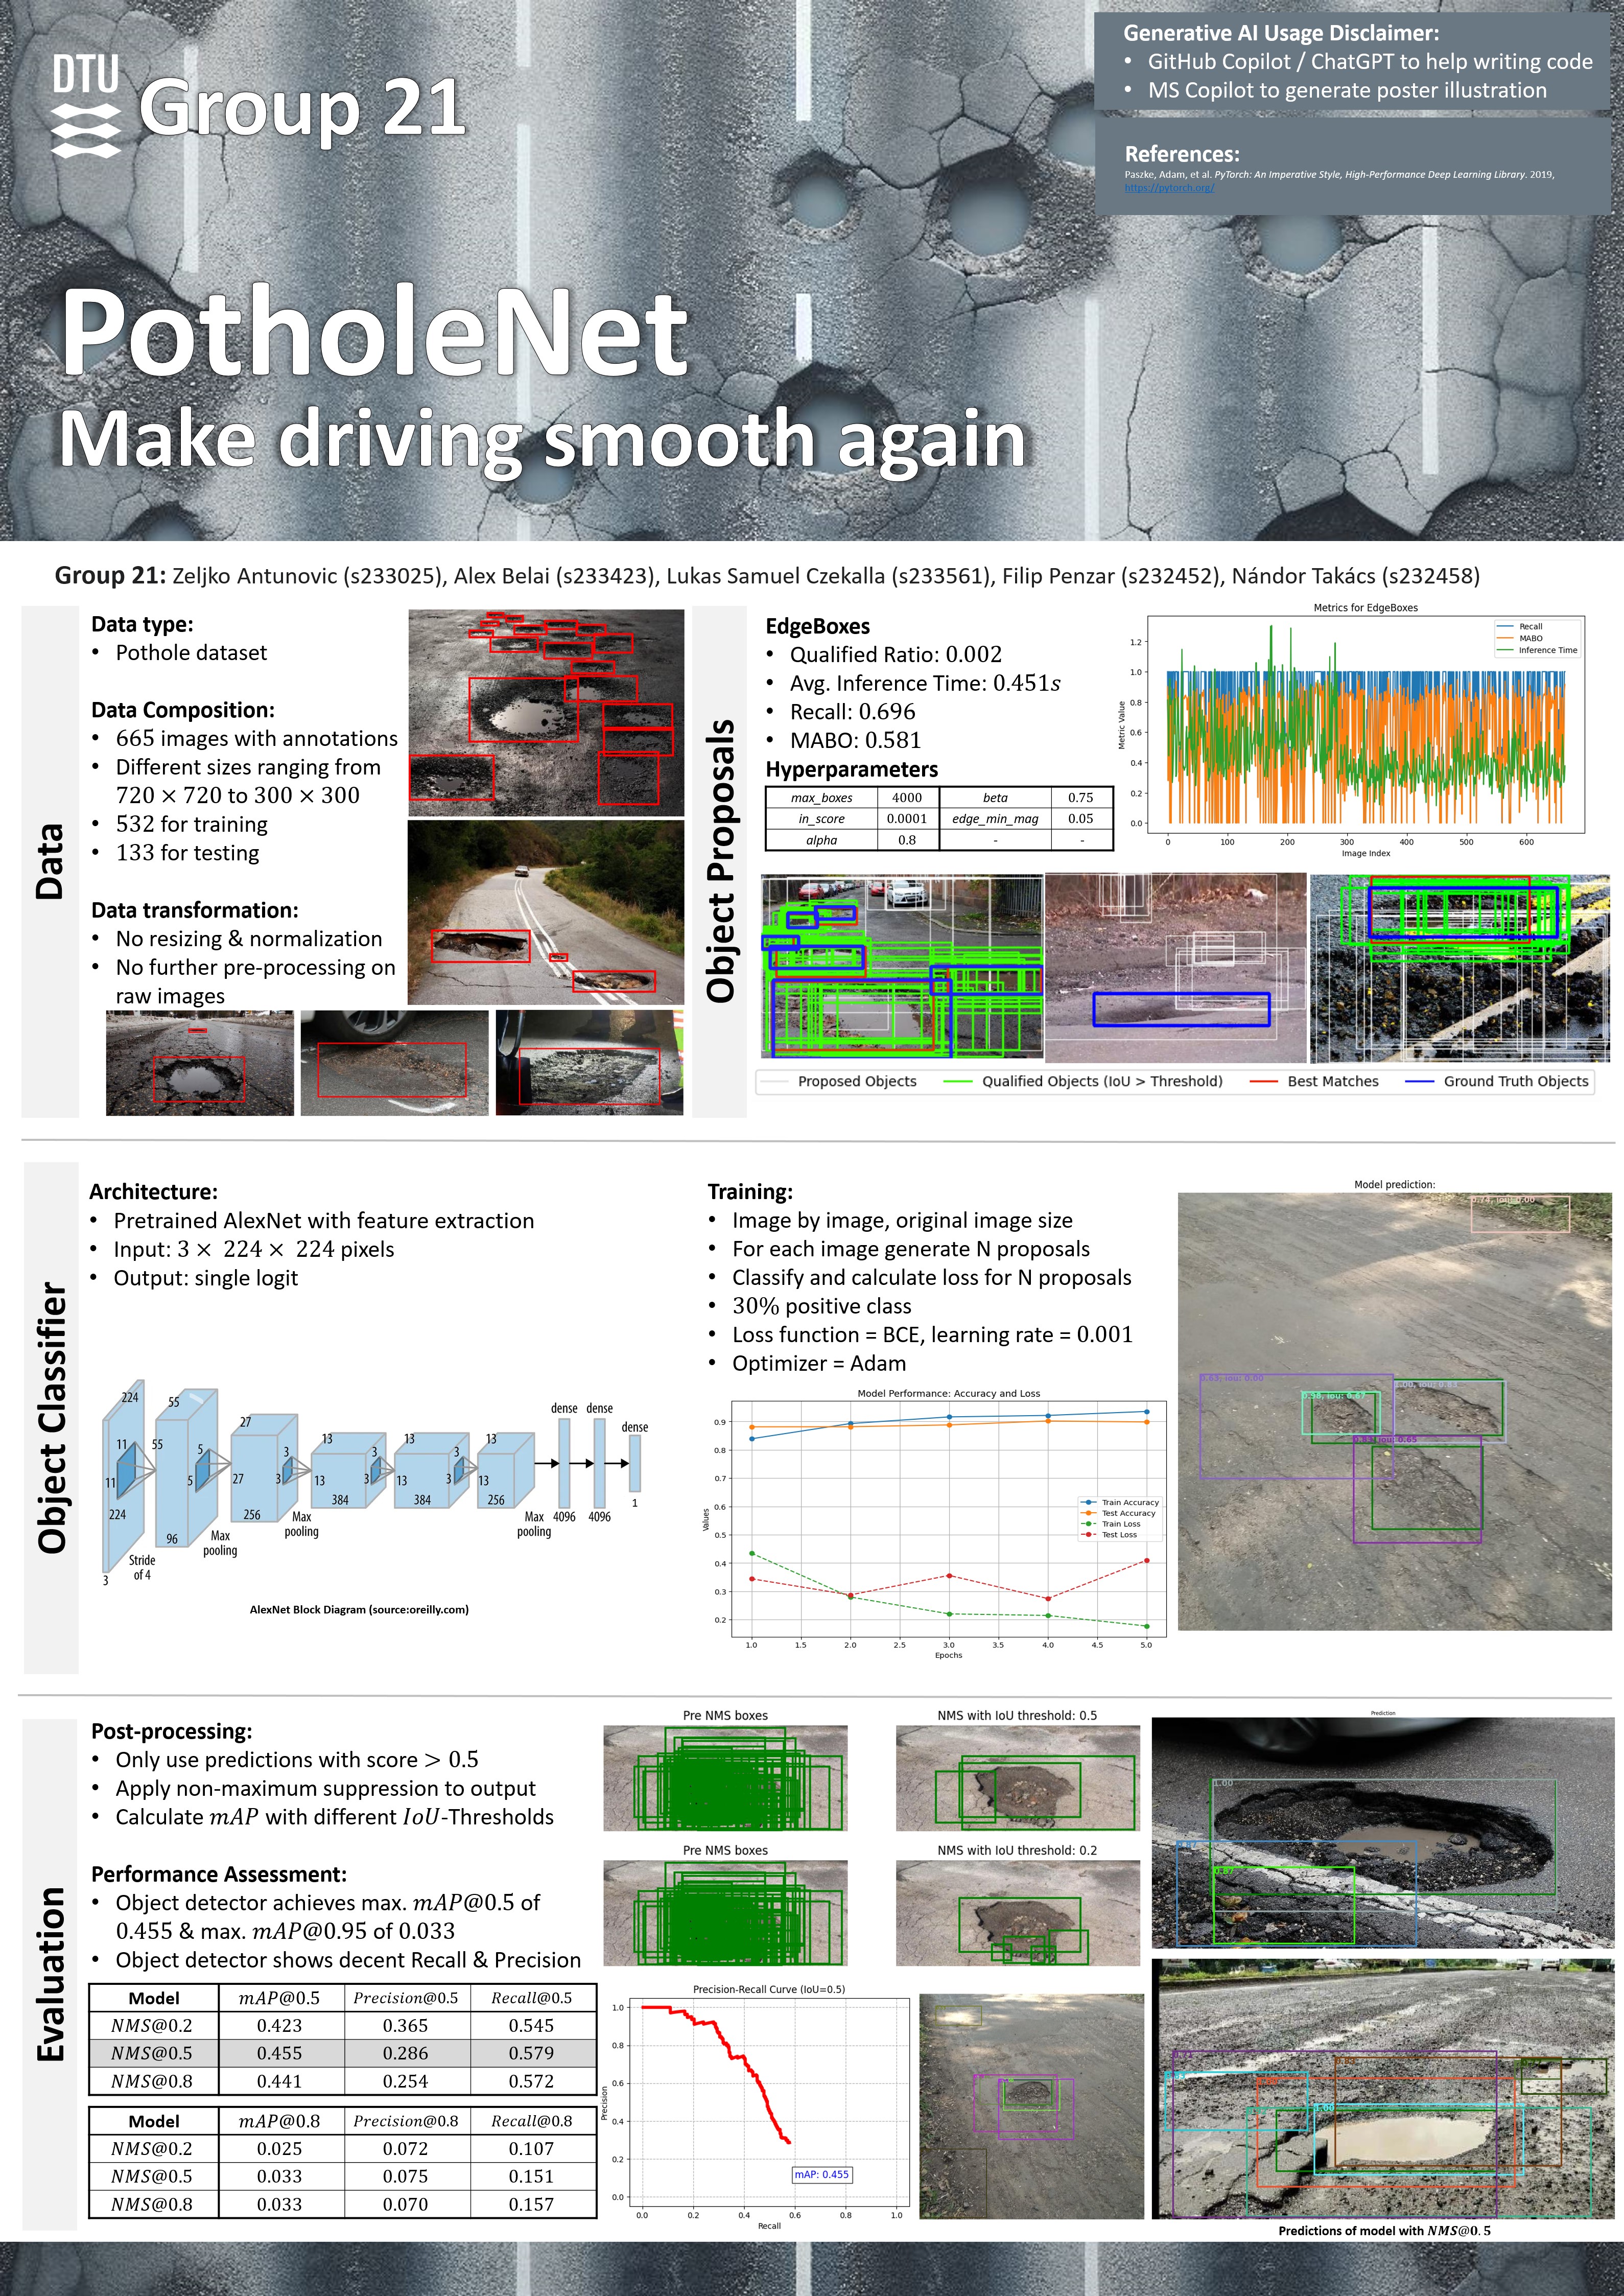 DTU
Group 21
Generative AI Usage Disclaimer:
• GitHub Copilot / ChatGPT to help writing code
• MS Copilot to generate poster illustration
References:
Paszke, Adam, et al. PyTorch: An Imperative Style, High-Performance Deep Learning Library. 2019,
https://pytorch.org/
PotholeNet
Make driving smooth again
Group 21: Zeljko Antunovic (s233025), Alex Belai (s233423), Lukas Samuel Czekalla (s233561), Filip Penzar (s232452), Nándor Takács (s232458)
Data
Data type:
• Pothole dataset
Data Composition:
• 665 images with annotations
• Different sizes ranging from
720 × 720 to 300 × 300
• 532 for training
• 133 for testing
Data transformation:
• No resizing & normalization
• No further pre-processing on
raw images
Object Proposals
EdgeBoxes
• Qualified Ratio: 0.002
• Avg. Inference Time: 0.451s
• Recall: 0.696
• MABO: 0.581
Hyperparameters
max_boxes 4000 beta 0.75
in_score 0.0001 edge_min_mag 0.05
alpha 0.8 - -
Metrics for EdgeBoxes
Recall
MABO
Inference Time
Metric Value
1.2
1.0
0.8
0.6
0.4
0.2
0.0
0 100 200 300 400 500 600
Image Index
Proposed Objects Qualified Objects (IoU > Threshold) Best Matches Ground Truth Objects
Object Classifier
Architecture:
• Pretrained AlexNet with feature extraction
• Input: 3 × 224 × 224 pixels
• Output: single logit
224 55 27 13 13 13 dense dense dense
11 55 5 3 3 3
11 5 27 3 13 3 13 3 13
224 256 384 384 256 1
96 Max pooling Max pooling Max pooling 4096 4096
Stride of 4
3
AlexNet Block Diagram (source:oreilly.com)
Training:
• Image by image, original image size
• For each image generate N proposals
• Classify and calculate loss for N proposals
• 30% positive class
• Loss function = BCE, learning rate = 0.001
• Optimizer = Adam
Model Performance: Accuracy and Loss
Train Accuracy
Test Accuracy
Train Loss
Test Loss
Values
0.9
0.8
0.7
0.6
0.5
0.4
0.3
0.2
1.0 1.5 2.0 2.5 3.0 3.5 4.0 4.5 5.0
Epochs
Model prediction:
0.74, iou: 0.00
0.63, iou: 0.00
0.98, iou: 0.67
iou: 0.65
Evaluation
Post-processing:
• Only use predictions with score > 0.5
• Apply non-maximum suppression to output
• Calculate mAP with different IoU-Thresholds
Performance Assessment:
• Object detector achieves max. mAP@0.5 of
0.455 & max. mAP@0.95 of 0.033
• Object detector shows decent Recall & Precision
Model mAP@0.5 Precision@0.5 Recall@0.5
NMS@0.2 0.423 0.365 0.545
NMS@0.5 0.455 0.286 0.579
NMS@0.8 0.441 0.254 0.572
Model mAP@0.8 Precision@0.8 Recall@0.8
NMS@0.2 0.025 0.072 0.107
NMS@0.5 0.033 0.075 0.151
NMS@0.8 0.033 0.070 0.157
Pre NMS boxes
NMS with IoU threshold: 0.5
Pre NMS boxes
NMS with IoU threshold: 0.2
Precision-Recall Curve (IoU=0.5)
Precision
1.0
0.8
0.6
0.4
0.2
0.0
mAP: 0.455
0.0 0.2 0.4 0.6 0.8 1.0
Recall
Prediction
1.00
0.87
1.00
Predictions of model with NMS@0.5